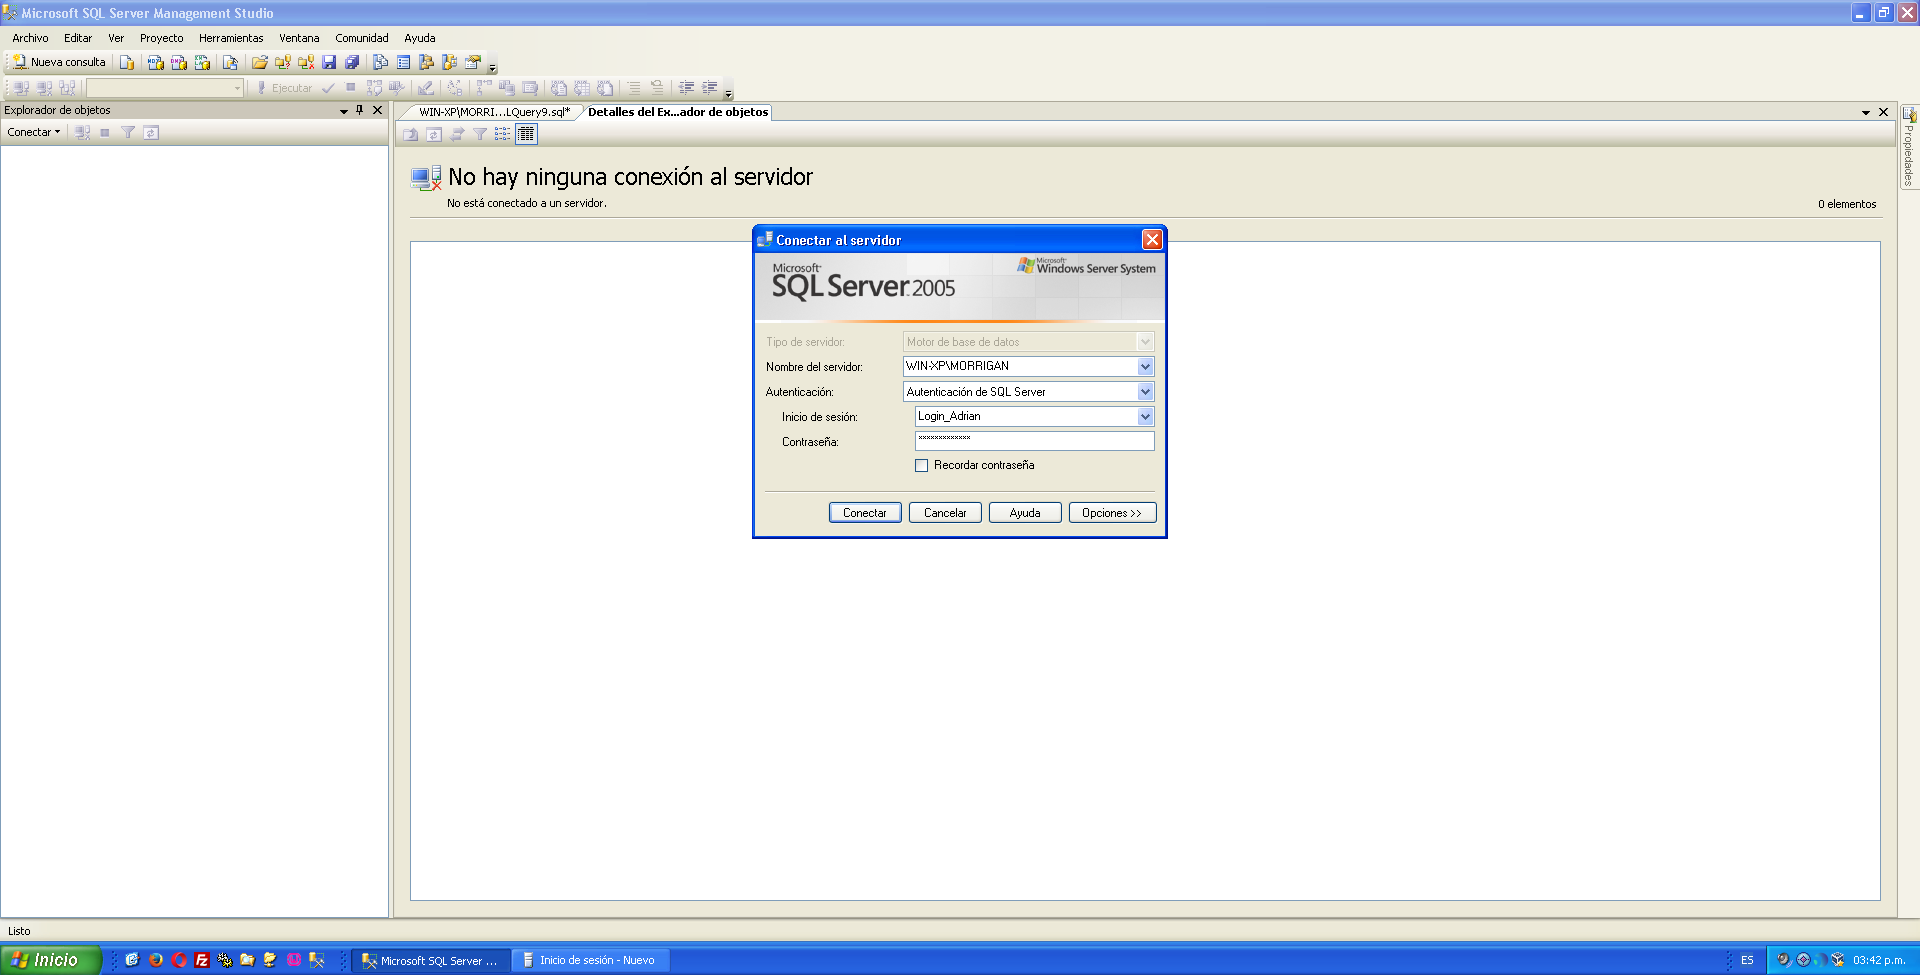 Microsoft SQL Server Management Studio
Archivo Editar Ver Proyecto Herramientas Ventana Comunidad Ayuda
Nueva consulta
Ejecutar
Explorador de objetos
WIN-XP\MORRI...LQuery9.sql* Detalles del Ex...ador de objetos
Conectar
Propiedades
No hay ninguna conexión al servidor
No está conectado a un servidor.
0 elementos
Conectar al servidor
Microsoft
SQL Server 2005
Microsoft
Windows Server System
Tipo de servidor: Motor de base de datos
Nombre del servidor: WIN-XP\MORRIGAN
Autenticación: Autenticación de SQL Server
Inicio de sesión: Login_Adrian
Contraseña: *************
Recordar contraseña
Conectar Cancelar Ayuda Opciones >>
Listo
Inicio
Microsoft SQL Server ...
Inicio de sesión - Nuevo
ES
03:42 p.m.